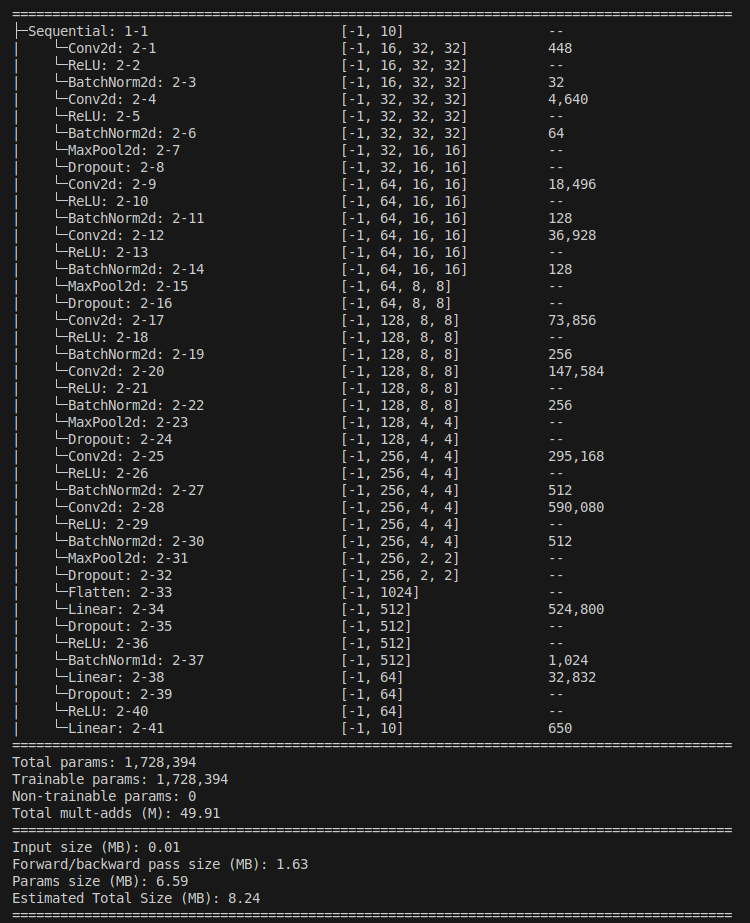 ==========================================================================================
├─Sequential: 1-1                        [-1, 10]                  --
|    └─Conv2d: 2-1                       [-1, 16, 32, 32]          448
|    └─ReLU: 2-2                         [-1, 16, 32, 32]          --
|    └─BatchNorm2d: 2-3                  [-1, 16, 32, 32]          32
|    └─Conv2d: 2-4                       [-1, 32, 32, 32]          4,640
|    └─ReLU: 2-5                         [-1, 32, 32, 32]          --
|    └─BatchNorm2d: 2-6                  [-1, 32, 32, 32]          64
|    └─MaxPool2d: 2-7                    [-1, 32, 16, 16]          --
|    └─Dropout: 2-8                      [-1, 32, 16, 16]          --
|    └─Conv2d: 2-9                       [-1, 64, 16, 16]          18,496
|    └─ReLU: 2-10                        [-1, 64, 16, 16]          --
|    └─BatchNorm2d: 2-11                 [-1, 64, 16, 16]          128
|    └─Conv2d: 2-12                      [-1, 64, 16, 16]          36,928
|    └─ReLU: 2-13                        [-1, 64, 16, 16]          --
|    └─BatchNorm2d: 2-14                 [-1, 64, 16, 16]          128
|    └─MaxPool2d: 2-15                   [-1, 64, 8, 8]            --
|    └─Dropout: 2-16                     [-1, 64, 8, 8]            --
|    └─Conv2d: 2-17                      [-1, 128, 8, 8]           73,856
|    └─ReLU: 2-18                        [-1, 128, 8, 8]           --
|    └─BatchNorm2d: 2-19                 [-1, 128, 8, 8]           256
|    └─Conv2d: 2-20                      [-1, 128, 8, 8]           147,584
|    └─ReLU: 2-21                        [-1, 128, 8, 8]           --
|    └─BatchNorm2d: 2-22                 [-1, 128, 8, 8]           256
|    └─MaxPool2d: 2-23                   [-1, 128, 4, 4]           --
|    └─Dropout: 2-24                     [-1, 128, 4, 4]           --
|    └─Conv2d: 2-25                      [-1, 256, 4, 4]           295,168
|    └─ReLU: 2-26                        [-1, 256, 4, 4]           --
|    └─BatchNorm2d: 2-27                 [-1, 256, 4, 4]           512
|    └─Conv2d: 2-28                      [-1, 256, 4, 4]           590,080
|    └─ReLU: 2-29                        [-1, 256, 4, 4]           --
|    └─BatchNorm2d: 2-30                 [-1, 256, 4, 4]           512
|    └─MaxPool2d: 2-31                   [-1, 256, 2, 2]           --
|    └─Dropout: 2-32                     [-1, 256, 2, 2]           --
|    └─Flatten: 2-33                     [-1, 1024]                --
|    └─Linear: 2-34                      [-1, 512]                 524,800
|    └─Dropout: 2-35                     [-1, 512]                 --
|    └─ReLU: 2-36                        [-1, 512]                 --
|    └─BatchNorm1d: 2-37                 [-1, 512]                 1,024
|    └─Linear: 2-38                      [-1, 64]                  32,832
|    └─Dropout: 2-39                     [-1, 64]                  --
|    └─ReLU: 2-40                        [-1, 64]                  --
|    └─Linear: 2-41                      [-1, 10]                  650
==========================================================================================
Total params: 1,728,394
Trainable params: 1,728,394
Non-trainable params: 0
Total mult-adds (M): 49.91
==========================================================================================
Input size (MB): 0.01
Forward/backward pass size (MB): 1.63
Params size (MB): 6.59
Estimated Total Size (MB): 8.24
==========================================================================================